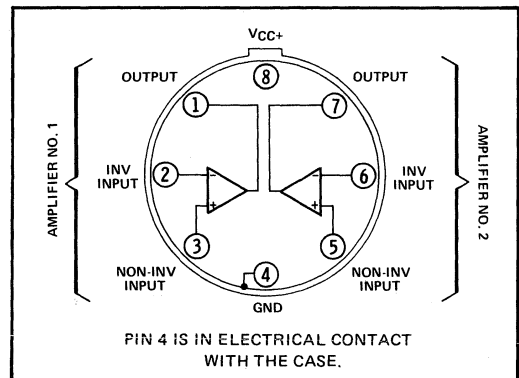 VCC+
OUTPUT
OUTPUT
8
1
7
AMPLIFIER NO. 1
AMPLIFIER NO. 2
INV
INPUT
2
-
-
6
INV
INPUT
+
+
3
5
NON-INV
INPUT
4
NON-INV
INPUT
GND
PIN 4 IS IN ELECTRICAL CONTACT
WITH THE CASE.